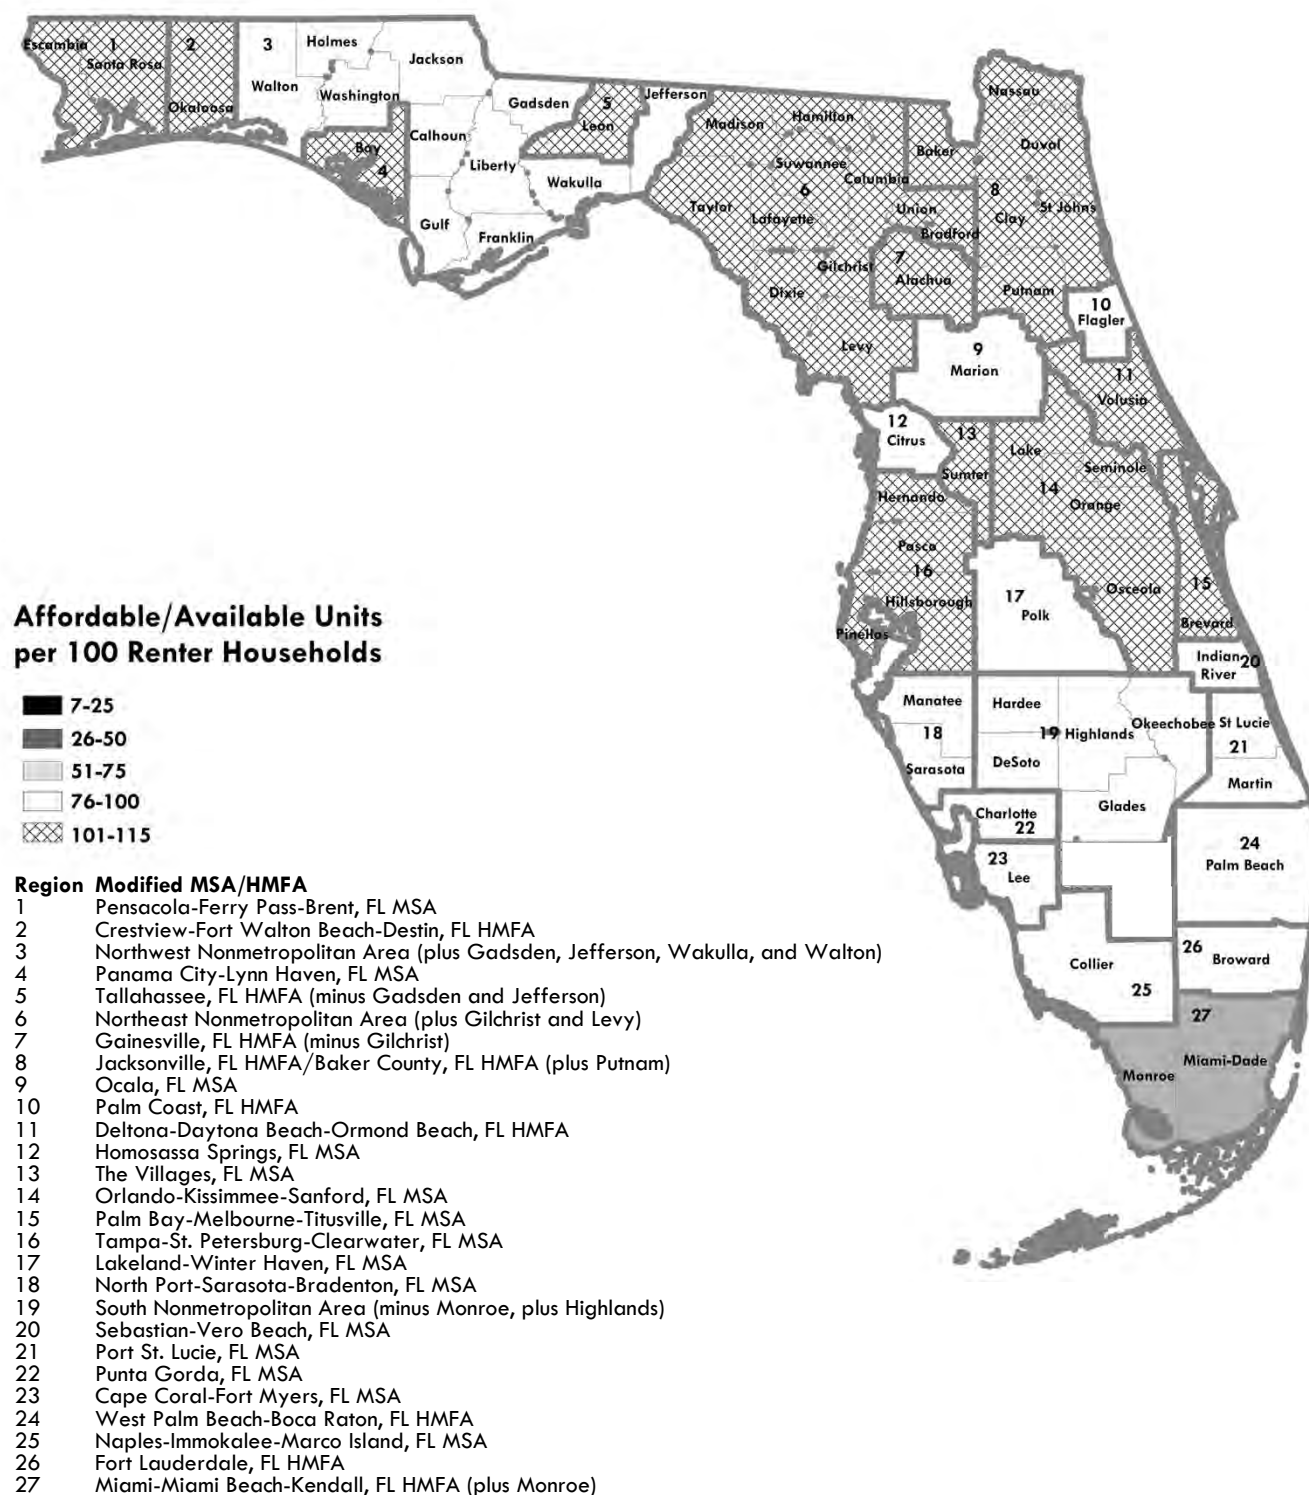 Escambia
1
Santa Rosa
2
Okaloosa
3
Walton
Holmes
Washington
Jackson
Bay
4
Calhoun
Gulf
Liberty
Franklin
Gadsden
5
Leon
Wakulla
Jefferson
Madison
Hamilton
Suwannee
6
Columbia
Taylor
Lafayette
Gilchrist
Dixie
Levy
Union
Bradford
7
Alachua
Baker
Nassau
Duval
8
Clay
St Johns
Putnam
9
Marion
10
Flagler
11
Volusia
12
Citrus
13
Sumter
Lake
14
Seminole
Orange
Osceola
15
Brevard
Hernando
Pasco
16
Hillsborough
Pinellas
17
Polk
Indian
River
20
Manatee
18
Sarasota
Hardee
19
Highlands
DeSoto
Okeechobee
Glades
St Lucie
21
Martin
Charlotte
22
23
Lee
24
Palm Beach
Collier
25
26
Broward
27
Miami-Dade
Monroe
Affordable/Available Units
per 100 Renter Households
7-25
26-50
51-75
76-100
101-115
Region Modified MSA/HMFA
1 Pensacola-Ferry Pass-Brent, FL MSA
2 Crestview-Fort Walton Beach-Destin, FL HMFA
3 Northwest Nonmetropolitan Area (plus Gadsden, Jefferson, Wakulla, and Walton)
4 Panama City-Lynn Haven, FL MSA
5 Tallahassee, FL HMFA (minus Gadsden and Jefferson)
6 Northeast Nonmetropolitan Area (plus Gilchrist and Levy)
7 Gainesville, FL HMFA (minus Gilchrist)
8 Jacksonville, FL HMFA/Baker County, FL HMFA (plus Putnam)
9 Ocala, FL MSA
10 Palm Coast, FL HMFA
11 Deltona-Daytona Beach-Ormond Beach, FL HMFA
12 Homosassa Springs, FL MSA
13 The Villages, FL MSA
14 Orlando-Kissimmee-Sanford, FL MSA
15 Palm Bay-Melbourne-Titusville, FL MSA
16 Tampa-St. Petersburg-Clearwater, FL MSA
17 Lakeland-Winter Haven, FL MSA
18 North Port-Sarasota-Bradenton, FL MSA
19 South Nonmetropolitan Area (minus Monroe, plus Highlands)
20 Sebastian-Vero Beach, FL MSA
21 Port St. Lucie, FL MSA
22 Punta Gorda, FL MSA
23 Cape Coral-Fort Myers, FL MSA
24 West Palm Beach-Boca Raton, FL HMFA
25 Naples-Immokalee-Marco Island, FL MSA
26 Fort Lauderdale, FL HMFA
27 Miami-Miami Beach-Kendall, FL HMFA (plus Monroe)